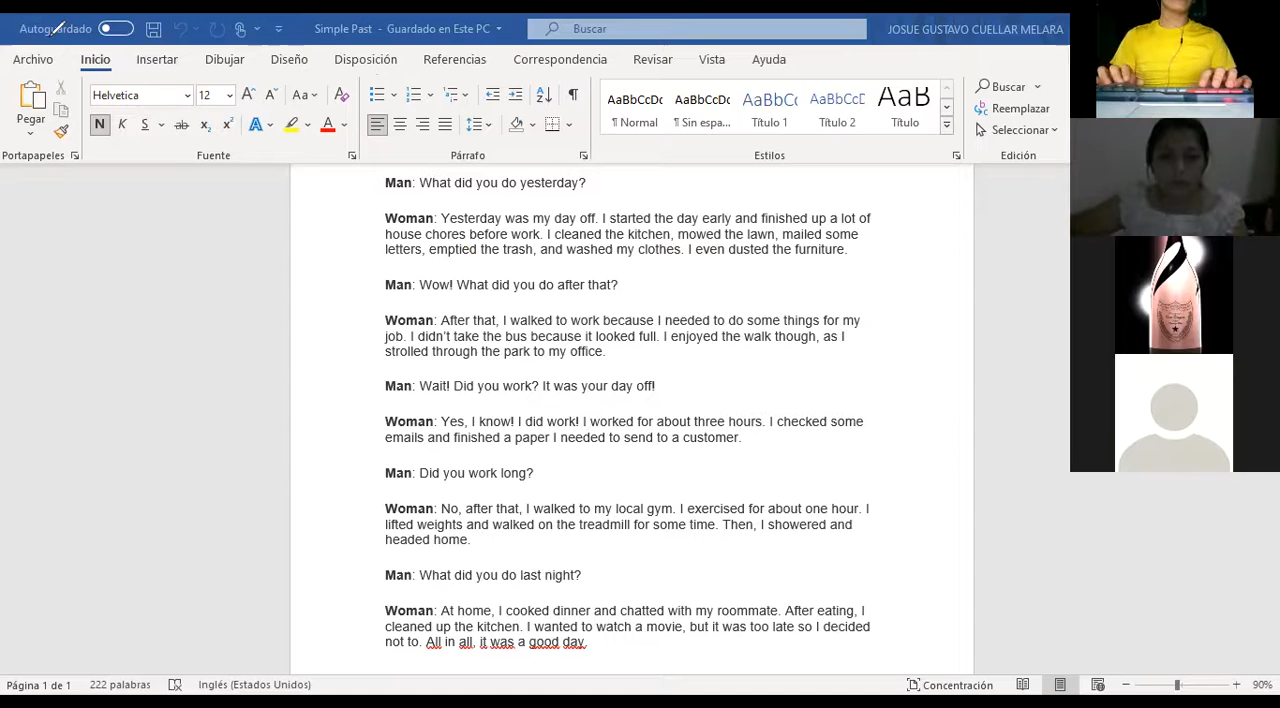 Autoguardado
Simple Past - Guardado en Este PC
Buscar
JOSUE GUSTAVO CUELLAR MELARA
Archivo Inicio Insertar Dibujar Diseño Disposición Referencias Correspondencia Revisar Vista Ayuda
Pegar
Helvetica 12
N K S ab x₂ x²
AaBbCcDc AaBbCcDc AaBbCc AaBbCcD AaB
¶ Normal ¶ Sin espa... Título 1 Título 2 Título
Buscar
Reemplazar
Seleccionar
Portapapeles Fuente Párrafo Estilos Edición
Man: What did you do yesterday?
Woman: Yesterday was my day off. I started the day early and finished up a lot of
house chores before work. I cleaned the kitchen, mowed the lawn, mailed some
letters, emptied the trash, and washed my clothes. I even dusted the furniture.
Man: Wow! What did you do after that?
Woman: After that, I walked to work because I needed to do some things for my
job. I didn't take the bus because it looked full. I enjoyed the walk though, as I
strolled through the park to my office.
Man: Wait! Did you work? It was your day off!
Woman: Yes, I know! I did work! I worked for about three hours. I checked some
emails and finished a paper I needed to send to a customer.
Man: Did you work long?
Woman: No, after that, I walked to my local gym. I exercised for about one hour. I
lifted weights and walked on the treadmill for some time. Then, I showered and
headed home.
Man: What did you do last night?
Woman: At home, I cooked dinner and chatted with my roommate. After eating, I
cleaned up the kitchen. I wanted to watch a movie, but it was too late so I decided
not to. All in all, it was a good day.
Página 1 de 1 222 palabras Inglés (Estados Unidos) Concentración 90%